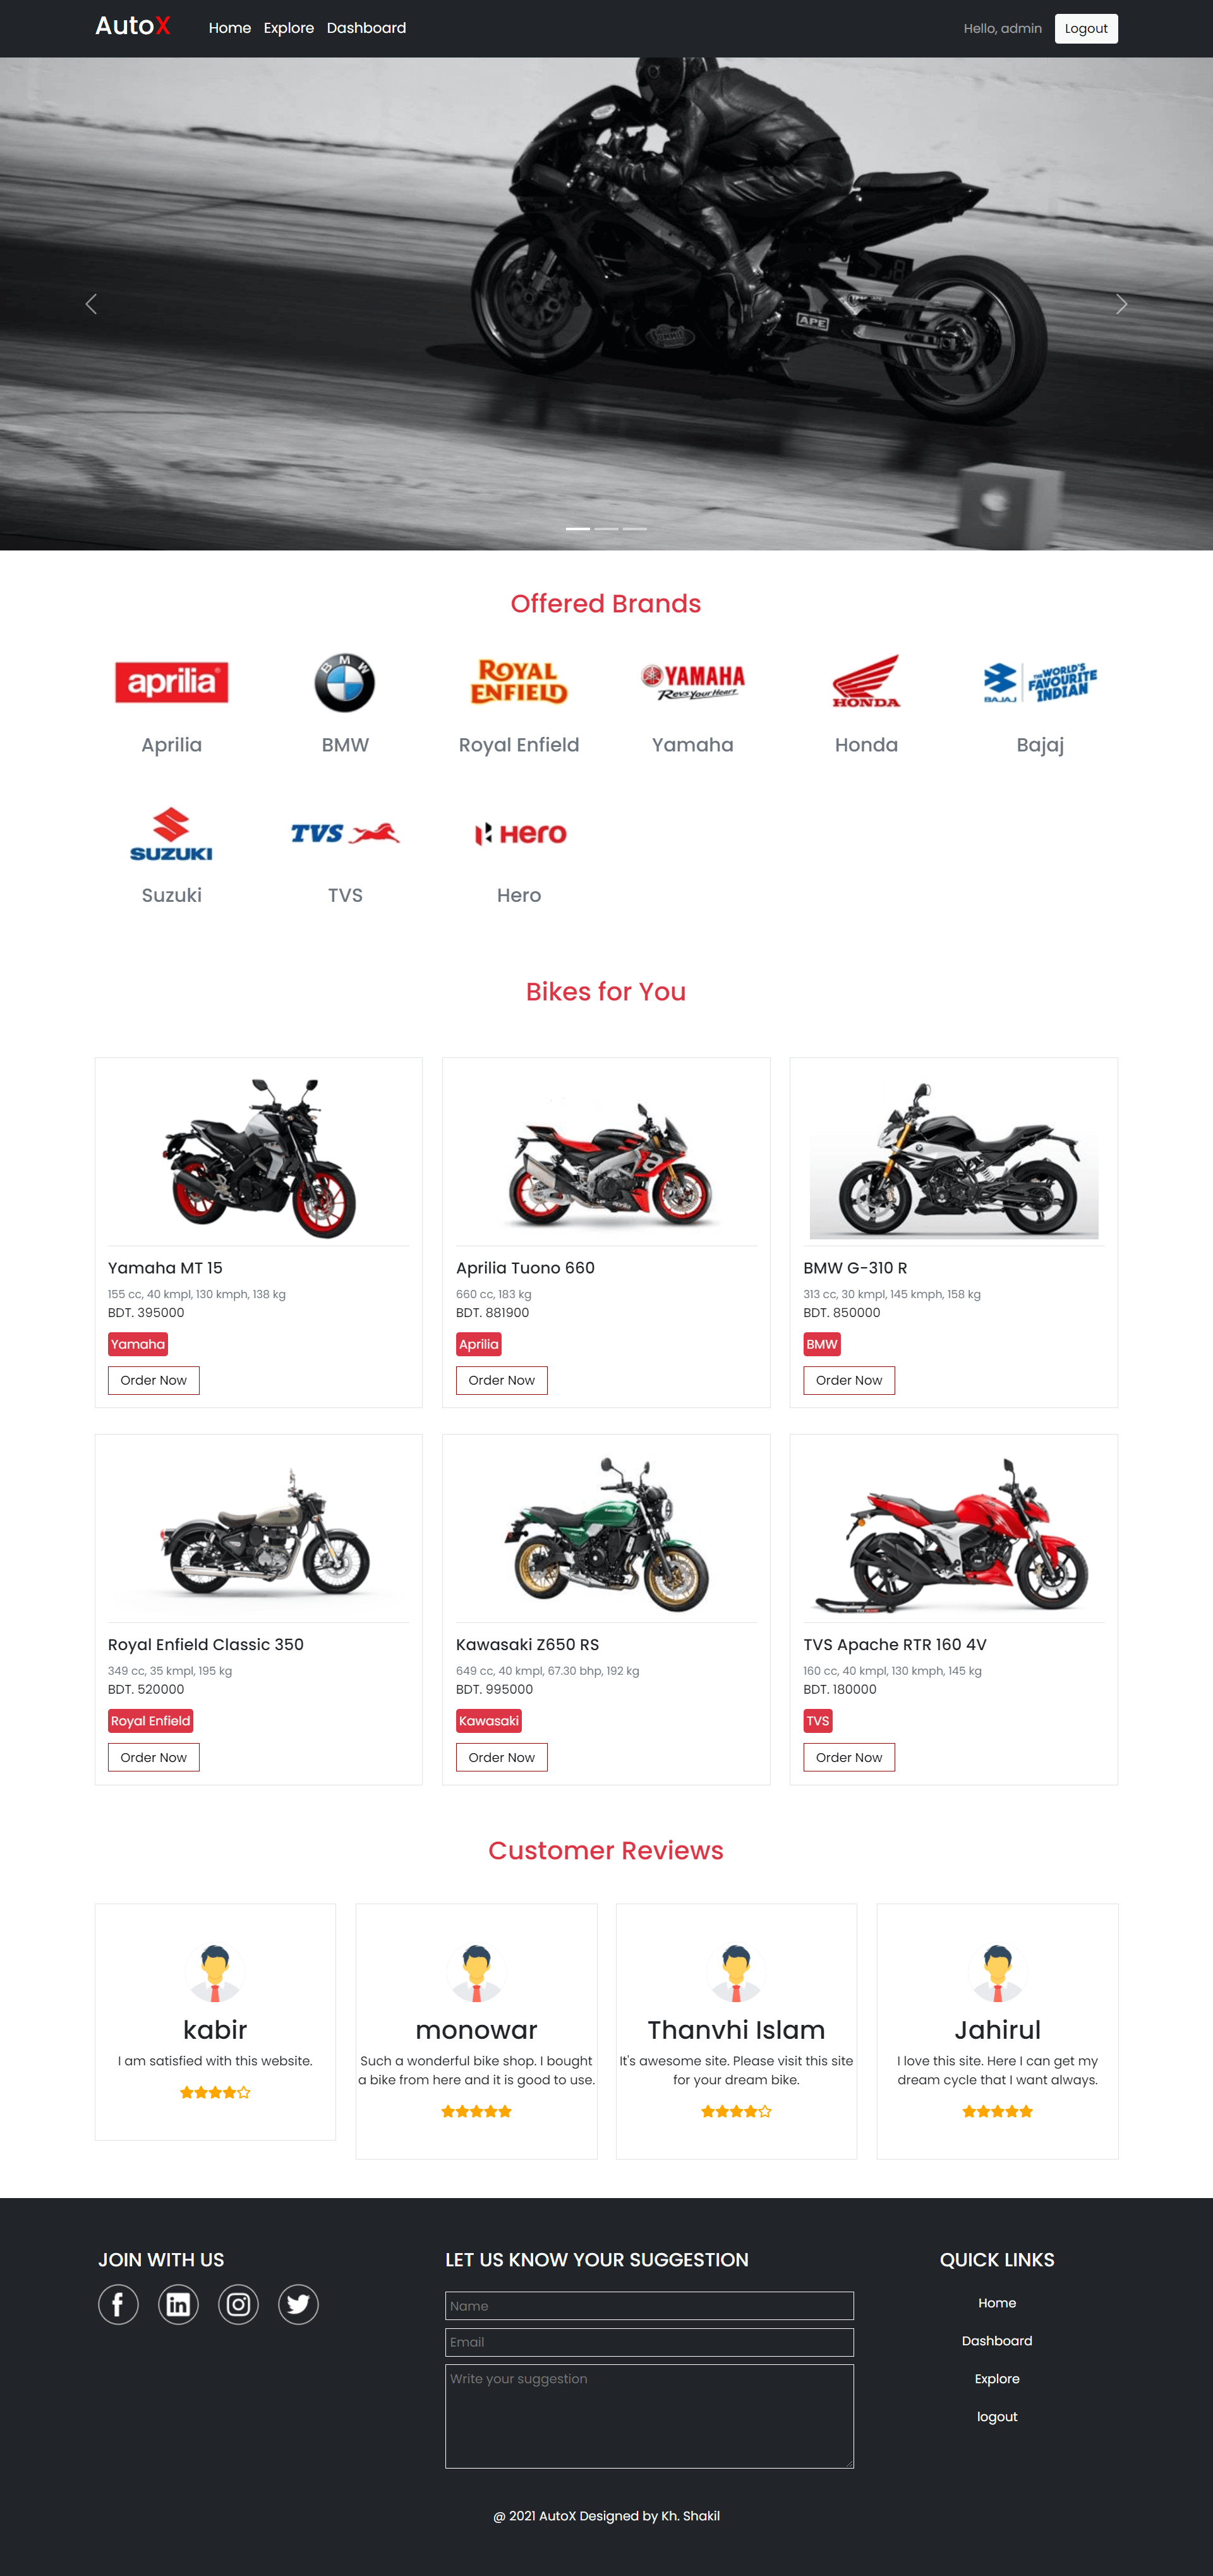 AutoX Home Explore Dashboard Hello, admin Logout
APE
Offered Brands
aprilia
BMW
ROYAL ENFIELD
YAMAHA
Revs Your Heart
HONDA
BAJAJ
THE WORLD'S FAVOURITE INDIAN
Aprilia BMW Royal Enfield Yamaha Honda Bajaj
SUZUKI
TVS
Hero
Suzuki TVS Hero
Bikes for You
Yamaha MT 15
155 cc, 40 kmpl, 130 kmph, 138 kg
BDT. 395000
Yamaha
Order Now
Aprilia Tuono 660
660 cc, 183 kg
BDT. 881900
Aprilia
Order Now
BMW G-310 R
313 cc, 30 kmpl, 145 kmph, 158 kg
BDT. 850000
BMW
Order Now
Royal Enfield Classic 350
349 cc, 35 kmpl, 195 kg
BDT. 520000
Royal Enfield
Order Now
Kawasaki Z650 RS
649 cc, 40 kmpl, 67.30 bhp, 192 kg
BDT. 995000
Kawasaki
Order Now
TVS Apache RTR 160 4V
160 cc, 40 kmpl, 130 kmph, 145 kg
BDT. 180000
TVS
Order Now
Customer Reviews
kabir
I am satisfied with this website.
monowar
Such a wonderful bike shop. I bought
a bike from here and it is good to use.
Thanvhi Islam
It's awesome site. Please visit this site
for your dream bike.
Jahirul
I love this site. Here I can get my
dream cycle that I want always.
JOIN WITH US
LET US KNOW YOUR SUGGESTION
Name
Email
Write your suggestion
QUICK LINKS
Home
Dashboard
Explore
logout
@ 2021 AutoX Designed by Kh. Shakil